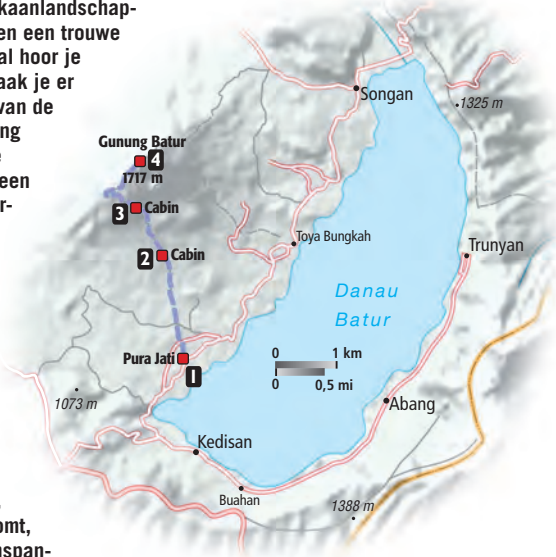 kaanlandschap-
en een trouwe
al hoor je
aak je er
van de
ng
een
r-
omt,
nspan-
Songan
1325 m
Gunung Batur
4
1717 m
3 Cabin
2 Cabin
Toya Bungkah
Trunyan
Danau
Batur
0 1 km
0 0,5 mi
Pura Jati
1
1073 m
Abang
Kedisan
Buahan
1388 m